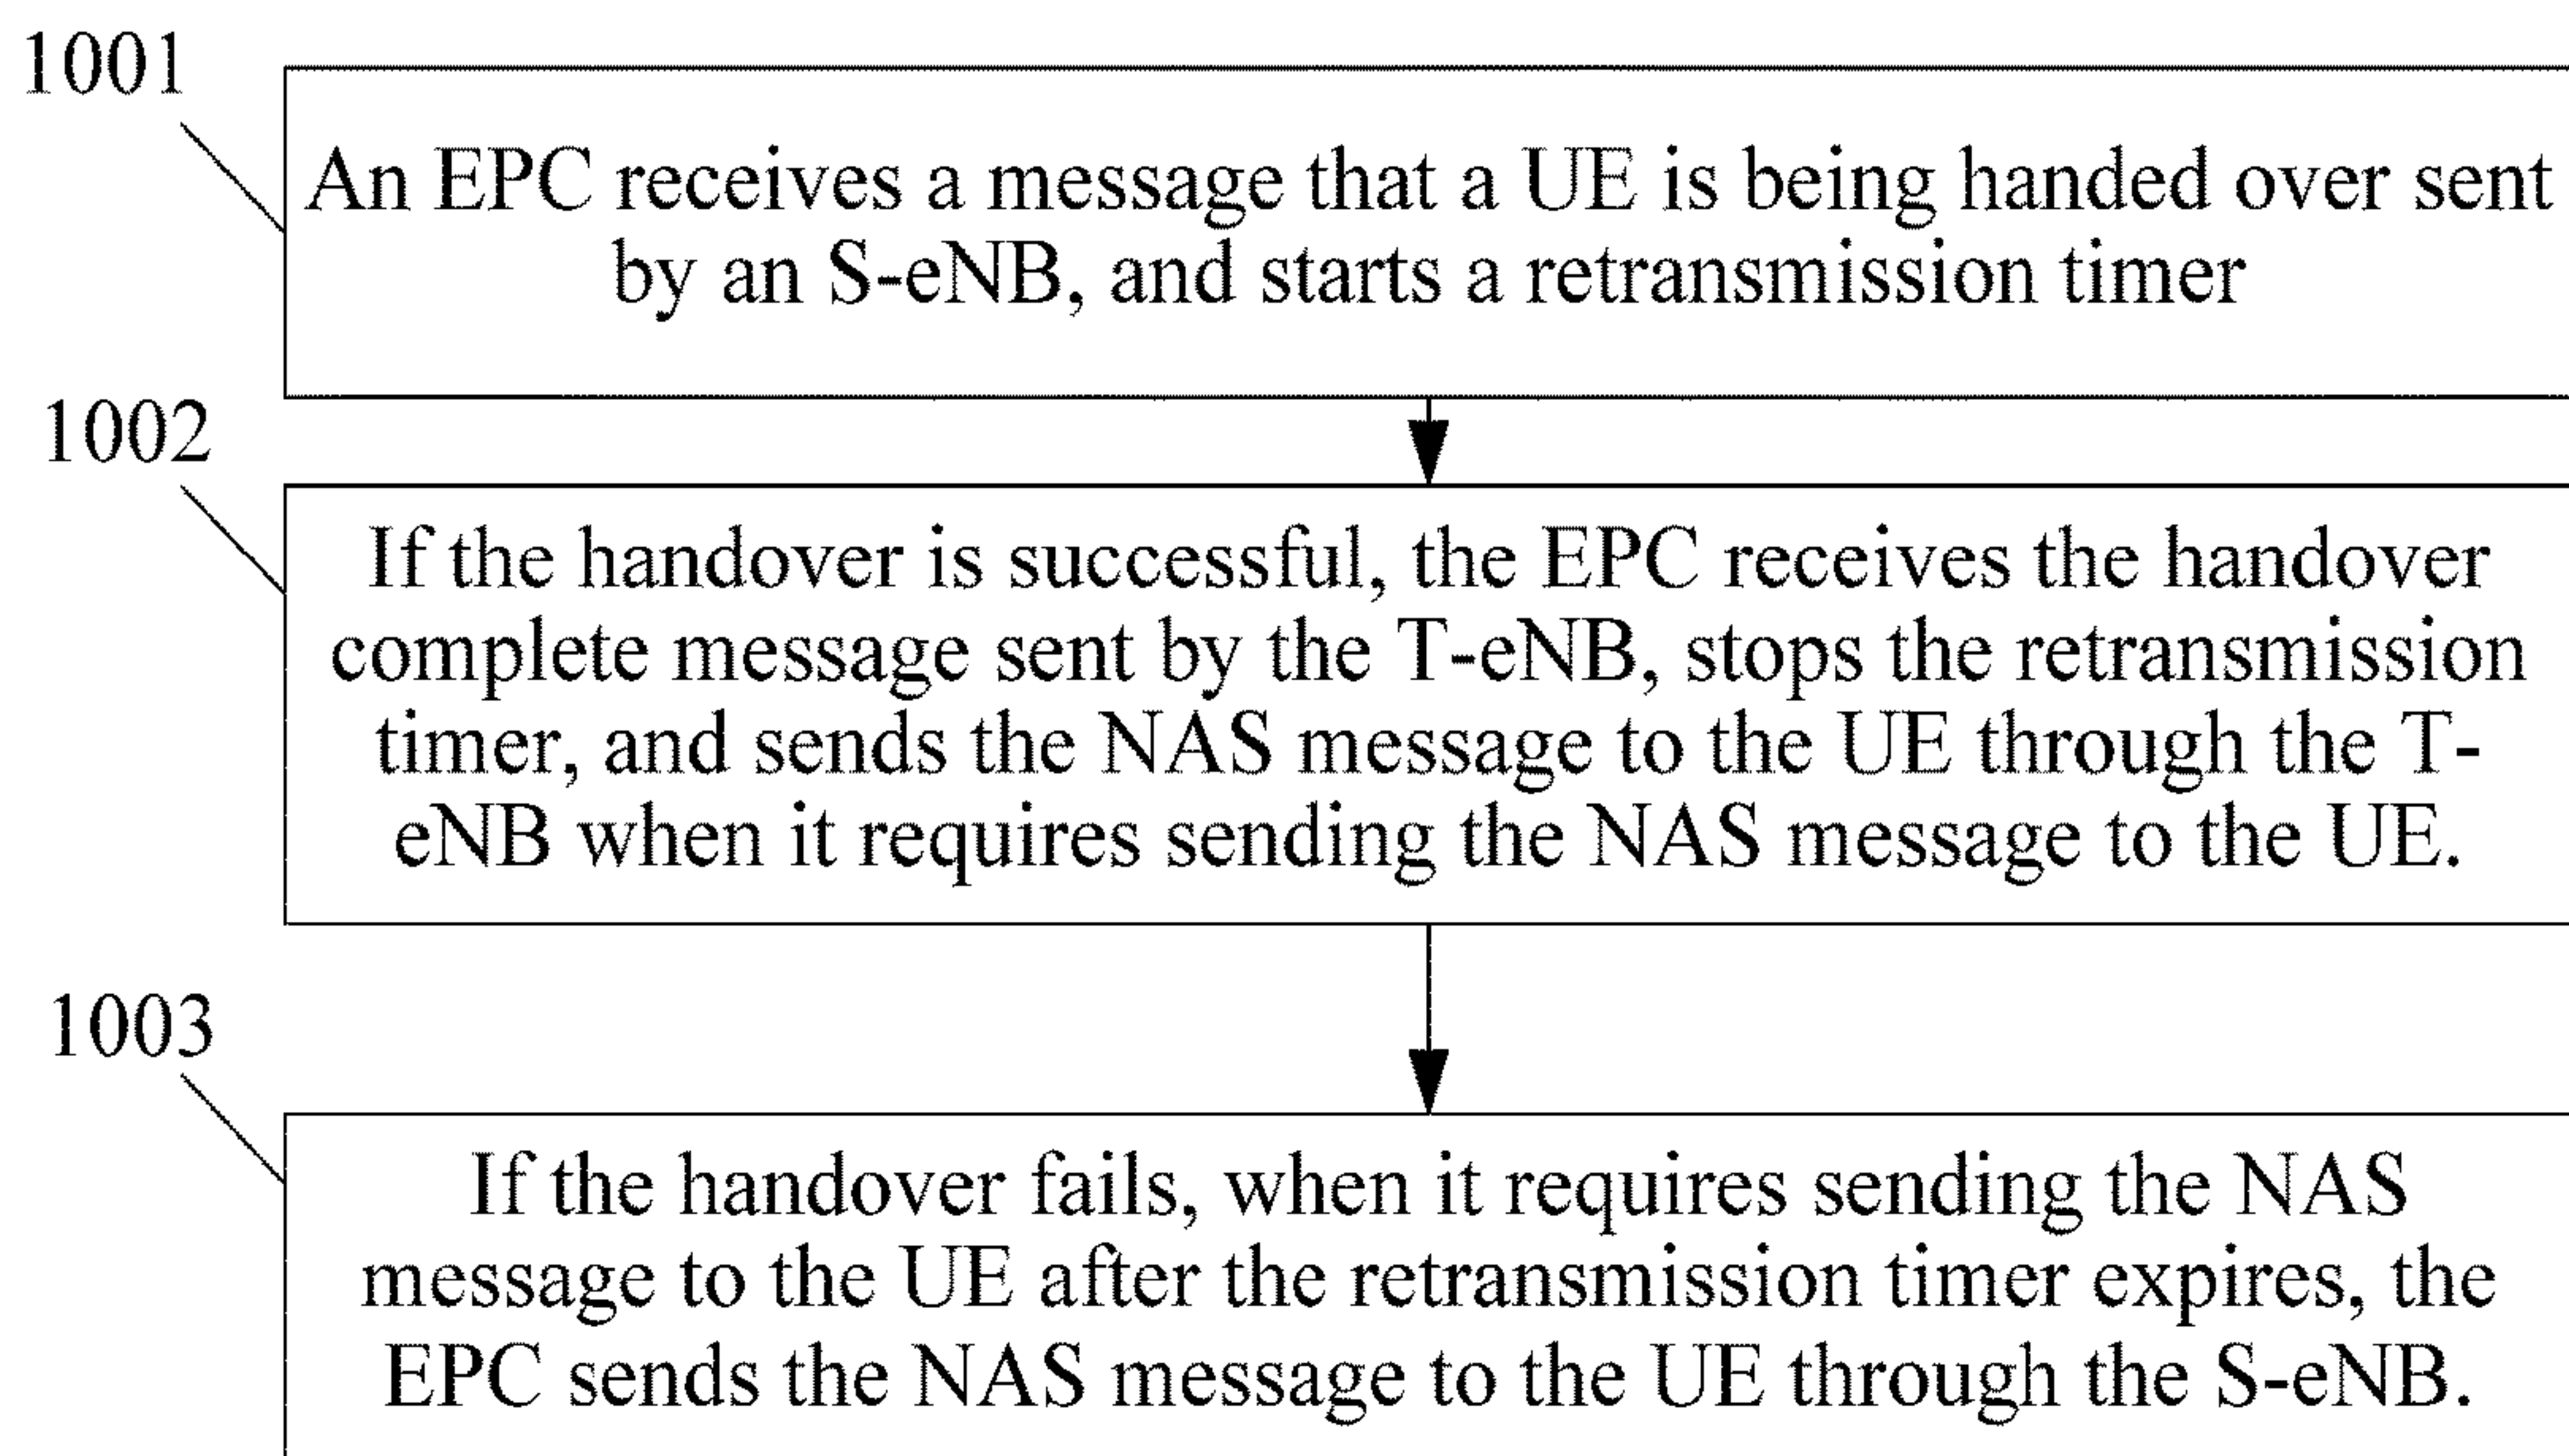 1001
An EPC receives a message that a UE is being handed over sent
by an S-eNB, and starts a retransmission timer
1002
If the handover is successful, the EPC receives the handover
complete message sent by the T-eNB, stops the retransmission
timer, and sends the NAS message to the UE through the T-
eNB when it requires sending the NAS message to the UE.
1003
If the handover fails, when it requires sending the NAS
message to the UE after the retransmission timer expires, the
EPC sends the NAS message to the UE through the S-eNB.